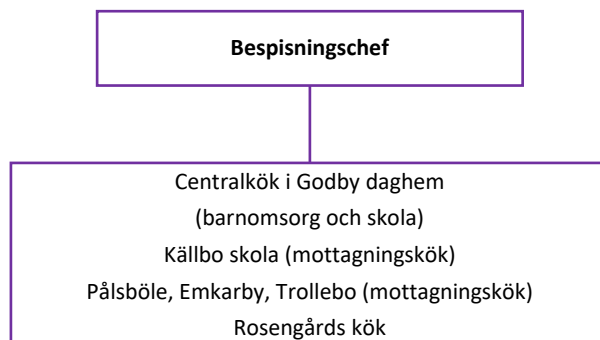 Bespisningschef
Centralkök i Godby daghem
(barnomsorg och skola)
Källbo skola (mottagningskök)
Pålsböle, Emkarby, Trollebo (mottagningskök)
Rosengårds kök